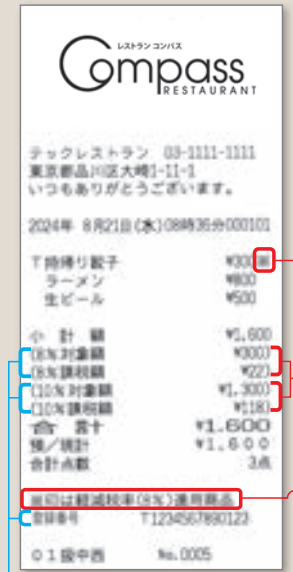 レストラン コンパス
Compass
RESTAURANT
テックレストラン 03-1111-1111
東京都品川区大崎1-11-1
いつもありがとうございます。
2024年 8月21日(水)08時36分000101
T持帰り餃子 ¥300※
ラーメン ¥800
生ビール ¥500
小 計 額 ¥1,600
(8%対象額 ¥300)
(8%課税額 ¥22)
(10%対象額 ¥1,300)
(10%課税額 ¥118)
合 計 ¥1,600
預/現計 ¥1,600
合計点数 3点
※印は軽減税率(8%)適用商品
登録番号 T1234567890123
01 中西 No.0005